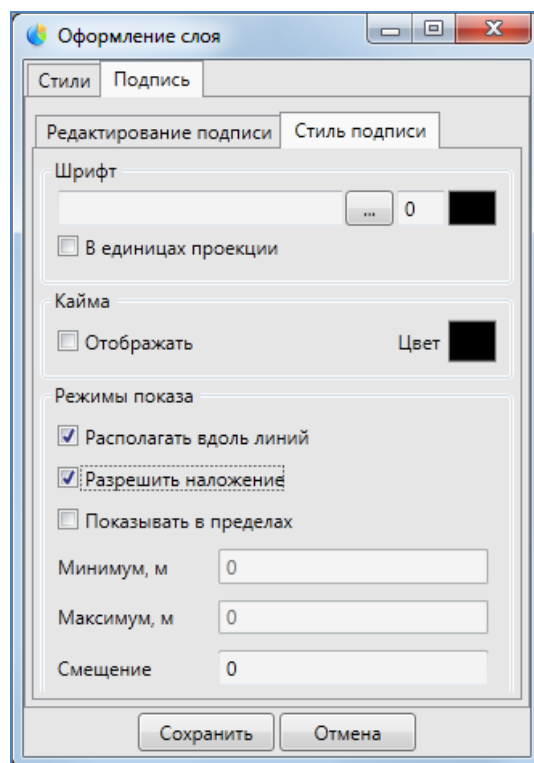 Оформление слоя
Стили Подпись
Редактирование подписи Стиль подписи
Шрифт
... 0
В единицах проекции
Кайма
Отображать Цвет
Режимы показа
Располагать вдоль линий
Разрешить наложение
Показывать в пределах
Минимум, м 0
Максимум, м 0
Смещение 0
Сохранить Отмена